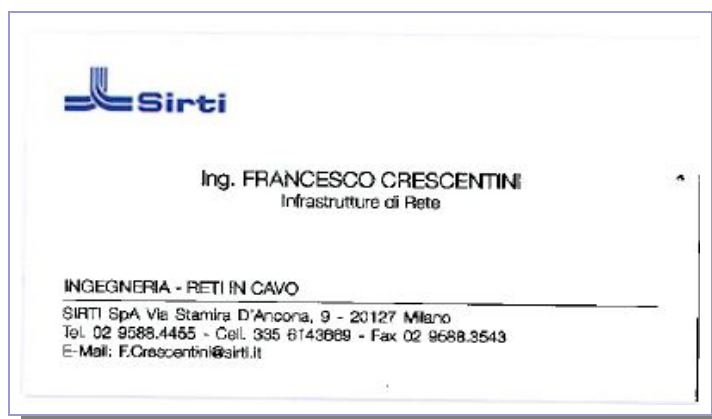 Sirti
Ing. FRANCESCO CRESCENTINI
Infrastrutture di Rete
INGEGNERIA - RETI IN CAVO
SIRTI SpA Via Stamira D'Ancona, 9 - 20127 Milano
Tel. 02 9588.4455 - Cell. 335 6143669 - Fax 02 9588.3543
E-Mail: F.Crescentini@sirti.it